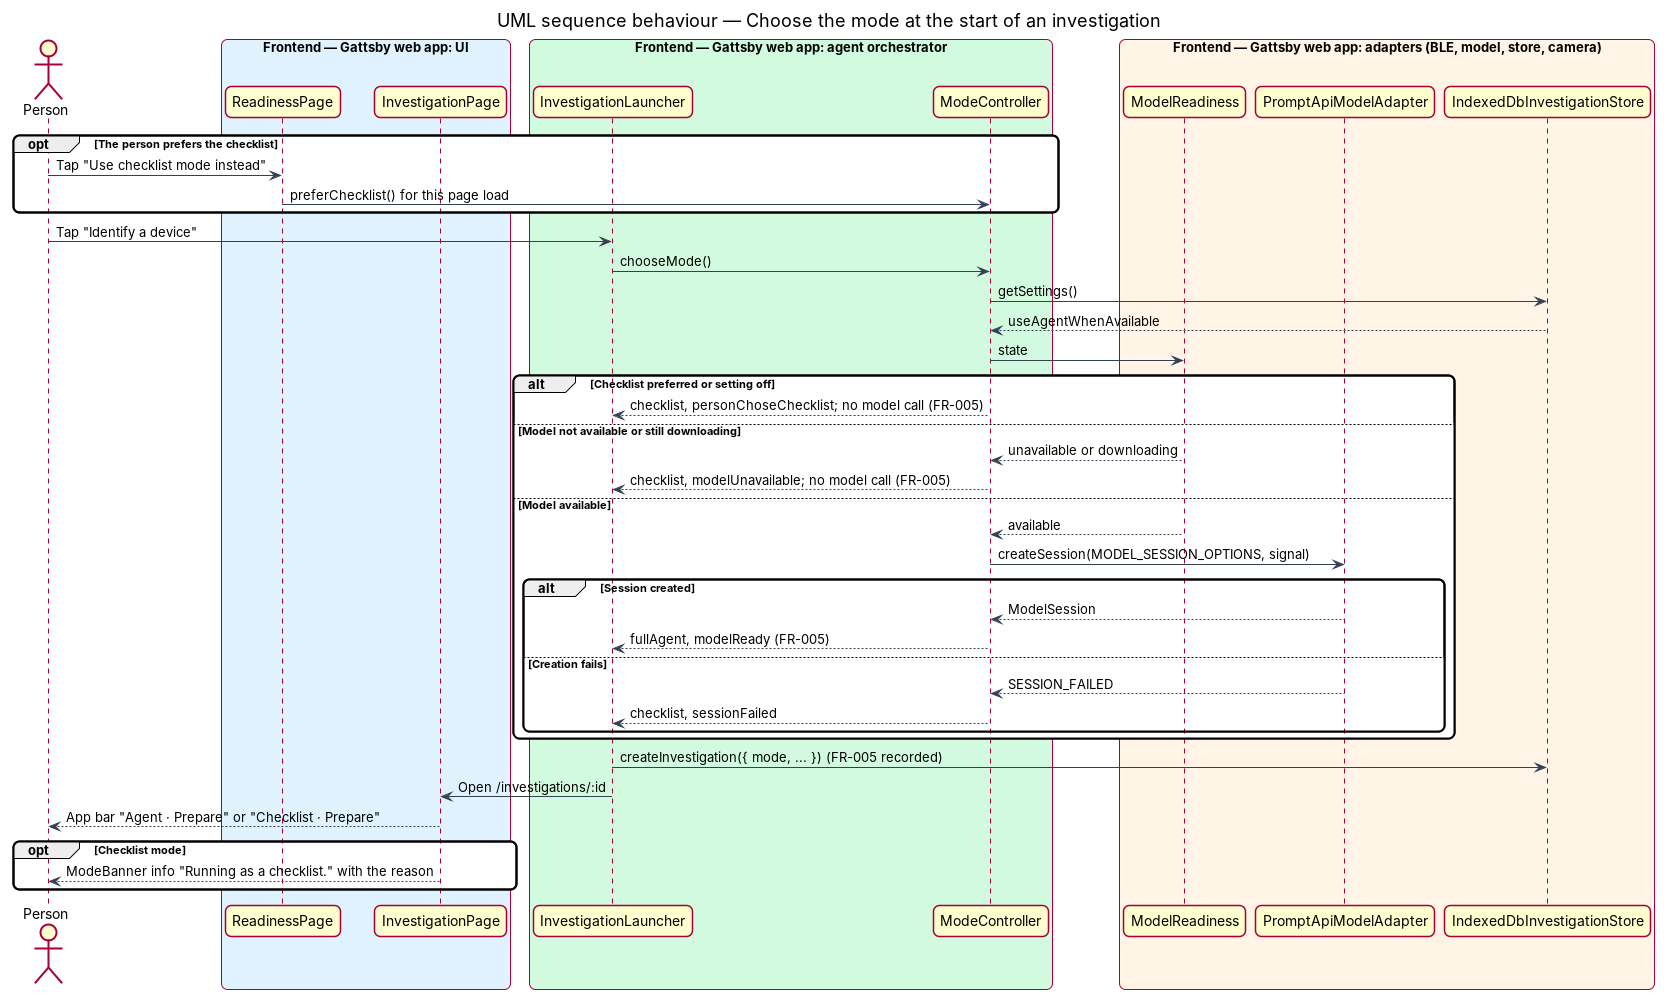 UML sequence behaviour — Choose the mode at the start of an investigation
Frontend — Gattsby web app: UI
Frontend — Gattsby web app: agent orchestrator
Frontend — Gattsby web app: adapters (BLE, model, store, camera)
Person
ReadinessPage
InvestigationPage
InvestigationLauncher
ModeController
ModelReadiness
PromptApiModelAdapter
IndexedDbInvestigationStore
opt
[The person prefers the checklist]
Tap "Use checklist mode instead"
preferChecklist() for this page load
Tap "Identify a device"
chooseMode()
getSettings()
useAgentWhenAvailable
state
alt
[Checklist preferred or setting off]
checklist, personChoseChecklist; no model call (FR-005)
[Model not available or still downloading]
unavailable or downloading
checklist, modelUnavailable; no model call (FR-005)
[Model available]
available
createSession(MODEL_SESSION_OPTIONS, signal)
alt
[Session created]
ModelSession
fullAgent, modelReady (FR-005)
[Creation fails]
SESSION_FAILED
checklist, sessionFailed
createInvestigation({ mode, ... }) (FR-005 recorded)
Open /investigations/:id
App bar "Agent · Prepare" or "Checklist · Prepare"
opt
[Checklist mode]
ModeBanner info "Running as a checklist." with the reason
Person
ReadinessPage
InvestigationPage
InvestigationLauncher
ModeController
ModelReadiness
PromptApiModelAdapter
IndexedDbInvestigationStore